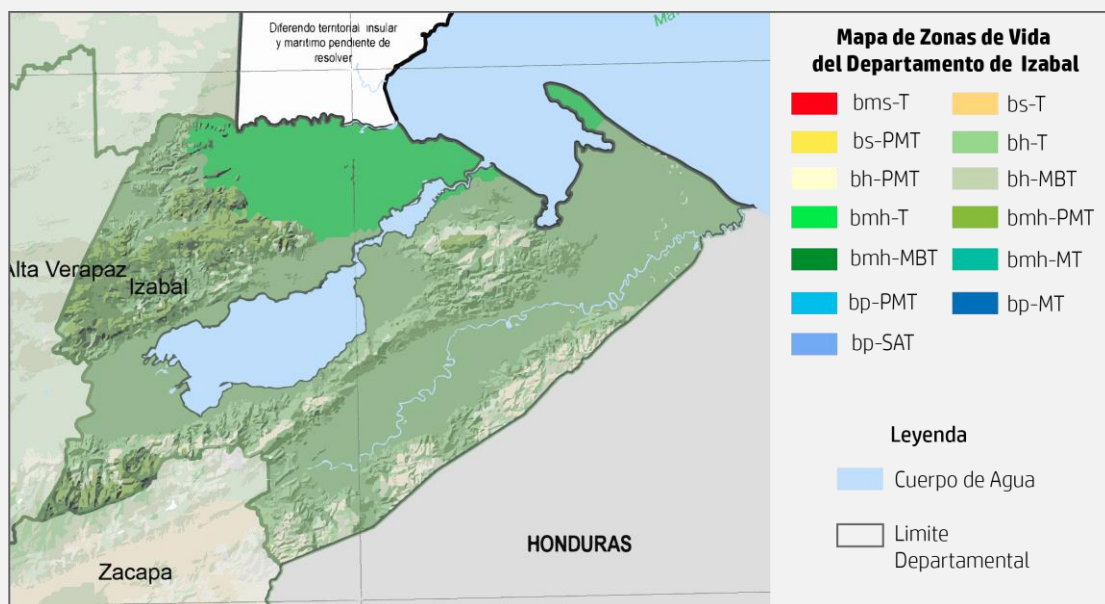 Diferendo territorial insular
y marítimo pendiente de
resolver
Ma
Alta Verapaz
Izabal
Zacapa
HONDURAS
Mapa de Zonas de Vida
del Departamento de Izabal
bms-T
bs-T
bs-PMT
bh-T
bh-PMT
bh-MBT
bmh-T
bmh-PMT
bmh-MBT
bmh-MT
bp-PMT
bp-MT
bp-SAT
Leyenda
Cuerpo de Agua
Limite
Departamental